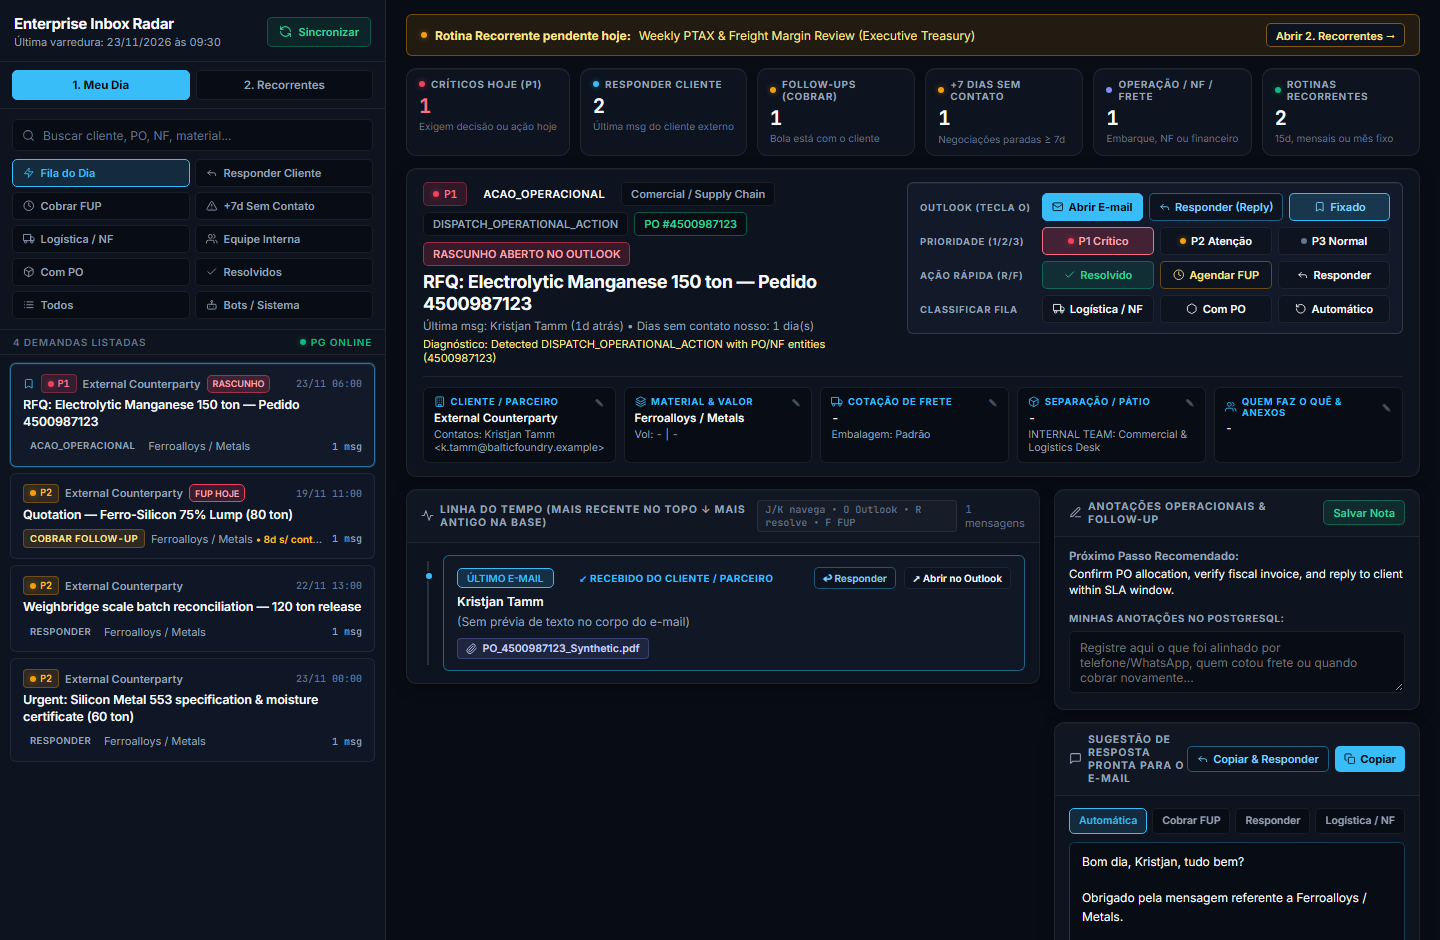 Enterprise Inbox Radar
Última varredura: 23/11/2026 às 09:30
Sincronizar
1. Meu Dia
2. Recorrentes
Buscar cliente, PO, NF, material...
Fila do Dia
Responder Cliente
Cobrar FUP
+7d Sem Contato
Logística / NF
Equipe Interna
Com PO
Resolvidos
Todos
Bots / Sistema
4 DEMANDAS LISTADAS
PG ONLINE
P1
External Counterparty
RASCUNHO
23/11 06:00
RFQ: Electrolytic Manganese 150 ton — Pedido
4500987123
ACAO_OPERACIONAL
Ferroalloys / Metals
1 msg
P2
External Counterparty
FUP HOJE
19/11 11:00
Quotation — Ferro-Silicon 75% Lump (80 ton)
COBRAR FOLLOW-UP
Ferroalloys / Metals • 8d s/ cont...
1 msg
P2
External Counterparty
22/11 13:00
Weighbridge scale batch reconciliation — 120 ton release
RESPONDER
Ferroalloys / Metals
1 msg
P2
External Counterparty
23/11 00:00
Urgent: Silicon Metal 553 specification & moisture
certificate (60 ton)
RESPONDER
Ferroalloys / Metals
1 msg
Rotina Recorrente pendente hoje: Weekly PTAX & Freight Margin Review (Executive Treasury)
Abrir 2. Recorrentes →
CRÍTICOS HOJE (P1)
1
Exigem decisão ou ação hoje
RESPONDER CLIENTE
2
Última msg do cliente externo
FOLLOW-UPS
(COBRAR)
1
Bola está com o cliente
+7 DIAS SEM
CONTATO
1
Negociações paradas ≥ 7d
OPERAÇÃO / NF /
FRETE
1
Embarque, NF ou financeiro
ROTINAS
RECORRENTES
2
15d, mensais ou mês fixo
P1
ACAO_OPERACIONAL
Comercial / Supply Chain
DISPATCH_OPERATIONAL_ACTION
PO #4500987123
RASCUNHO ABERTO NO OUTLOOK
RFQ: Electrolytic Manganese 150 ton — Pedido
4500987123
Última msg: Kristjan Tamm (1d atrás) • Dias sem contato nosso: 1 dia(s)
Diagnóstico: Detected DISPATCH_OPERATIONAL_ACTION with PO/NF entities
(4500987123)
OUTLOOK (TECLA O)
Abrir E-mail
Responder (Reply)
Fixado
PRIORIDADE (1/2/3)
P1 Crítico
P2 Atenção
P3 Normal
AÇÃO RÁPIDA (R/F)
Resolvido
Agendar FUP
Responder
CLASSIFICAR FILA
Logística / NF
Com PO
Automático
CLIENTE / PARCEIRO
External Counterparty
Contatos: Kristjan Tamm
<k.tamm@balticfoundry.example>
MATERIAL & VALOR
Ferroalloys / Metals
Vol: - | -
COTAÇÃO DE FRETE
-
Embalagem: Padrão
SEPARAÇÃO / PÁTIO
-
INTERNAL TEAM: Commercial &
Logistics Desk
QUEM FAZ O QUÊ &
ANEXOS
-
LINHA DO TEMPO (MAIS RECENTE NO TOPO ↓ MAIS
ANTIGO NA BASE)
J/K navega • O Outlook • R
resolve • F FUP
1
mensagens
ÚLTIMO E-MAIL
↙ RECEBIDO DO CLIENTE / PARCEIRO
Responder
↗ Abrir no Outlook
Kristjan Tamm
(Sem prévia de texto no corpo do e-mail)
PO_4500987123_Synthetic.pdf
ANOTAÇÕES OPERACIONAIS &
FOLLOW-UP
Salvar Nota
Próximo Passo Recomendado:
Confirm PO allocation, verify fiscal invoice, and reply to client
within SLA window.
MINHAS ANOTAÇÕES NO POSTGRESQL:
Registre aqui o que foi alinhado por
telefone/WhatsApp, quem cotou frete ou quando
cobrar novamente...
SUGESTÃO DE
RESPOSTA
PRONTA PARA O
E-MAIL
Copiar & Responder
Copiar
Automática
Cobrar FUP
Responder
Logística / NF
Bom dia, Kristjan, tudo bem?
Obrigado pela mensagem referente a Ferroalloys /
Metals.